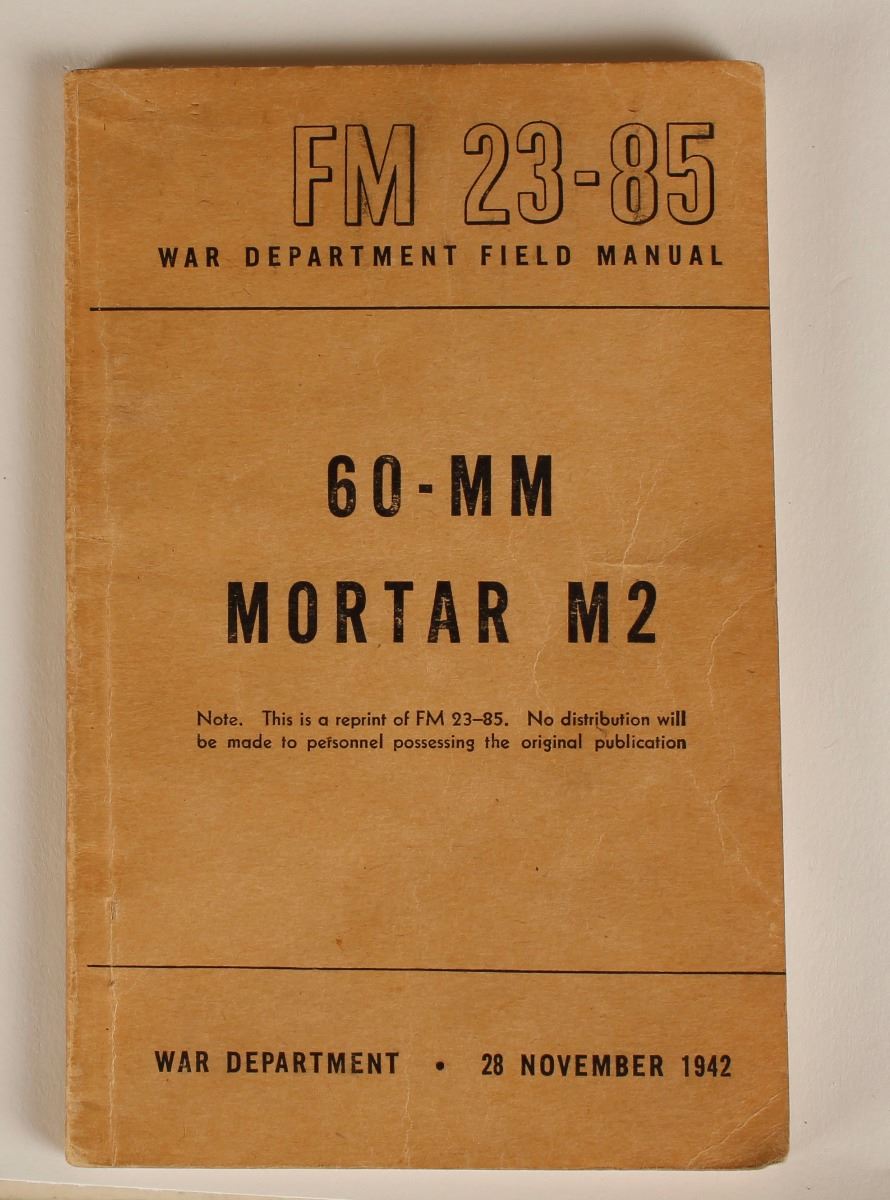 FM 23-85
WAR DEPARTMENT FIELD MANUAL
60-MM
MORTAR M2
Note. This is a reprint of FM 23–85. No distribution will
be made to personnel possessing the original publication
WAR DEPARTMENT • 28 NOVEMBER 1942